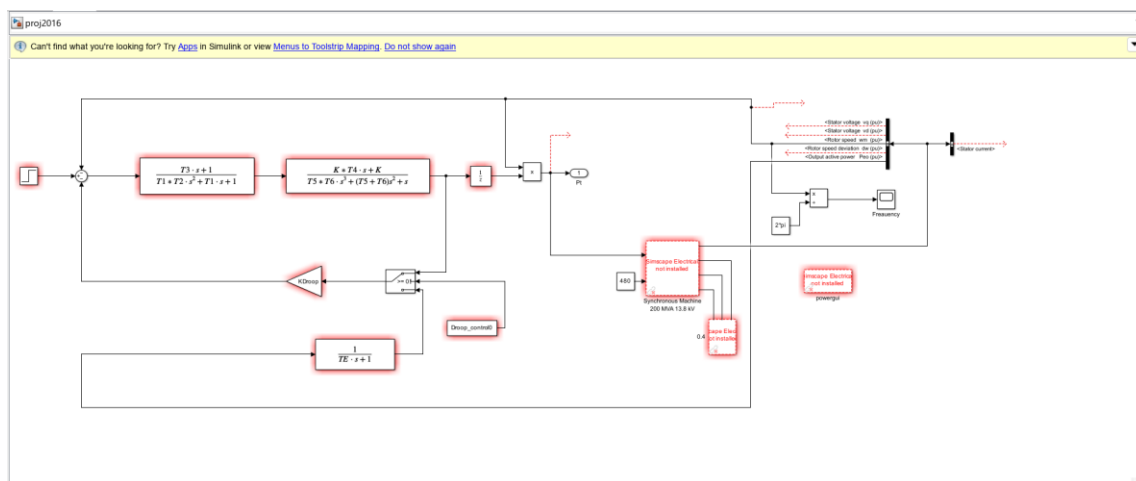 proj2016
Can't find what you're looking for? Try Apps in Simulink or view Menus to Toolstrip Mapping. Do not show again
<Stator voltage vq (pu)>
<Stator voltage vd (pu)>
<Rotor speed wm (pu)>
<Rotor speed deviation dw (pu)>
<Output active power Peo (pu)>
<Stator current>
T3 · s + 1
T1 * T2 · s² + T1 · s + 1
K * T4 · s + K
T5 * T6 · s³ + (T5 + T6)s² + s
1
s
×
1
Pt
2*pi
×
÷
Frequency
KDroop
Droop_control0
480
Simscape Electrical
not installed
Synchronous Machine
200 MVA 13.8 kV
not installed
powergui
0.4
1
TE · s + 1